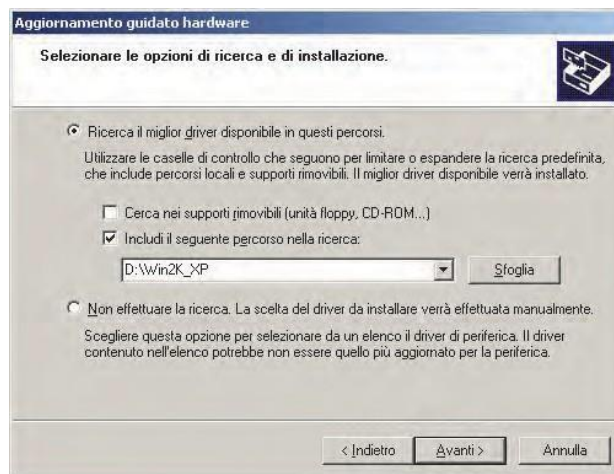 Aggiornamento guidato hardware
Selezionare le opzioni di ricerca e di installazione.
Ricerca il miglior driver disponibile in questi percorsi.
Utilizzare le caselle di controllo che seguono per limitare o espandere la ricerca predefinita,
che include percorsi locali e supporti rimovibili. Il miglior driver disponibile verrà installato.
Cerca nei supporti rimovibili (unità floppy, CD-ROM...)
Includi il seguente percorso nella ricerca:
D:\Win2K_XP
Sfoglia
Non effettuare la ricerca. La scelta del driver da installare verrà effettuata manualmente.
Scegliere questa opzione per selezionare da un elenco il driver di periferica. Il driver
contenuto nell'elenco potrebbe non essere quello più aggiornato per la periferica.
< Indietro
Avanti >
Annulla